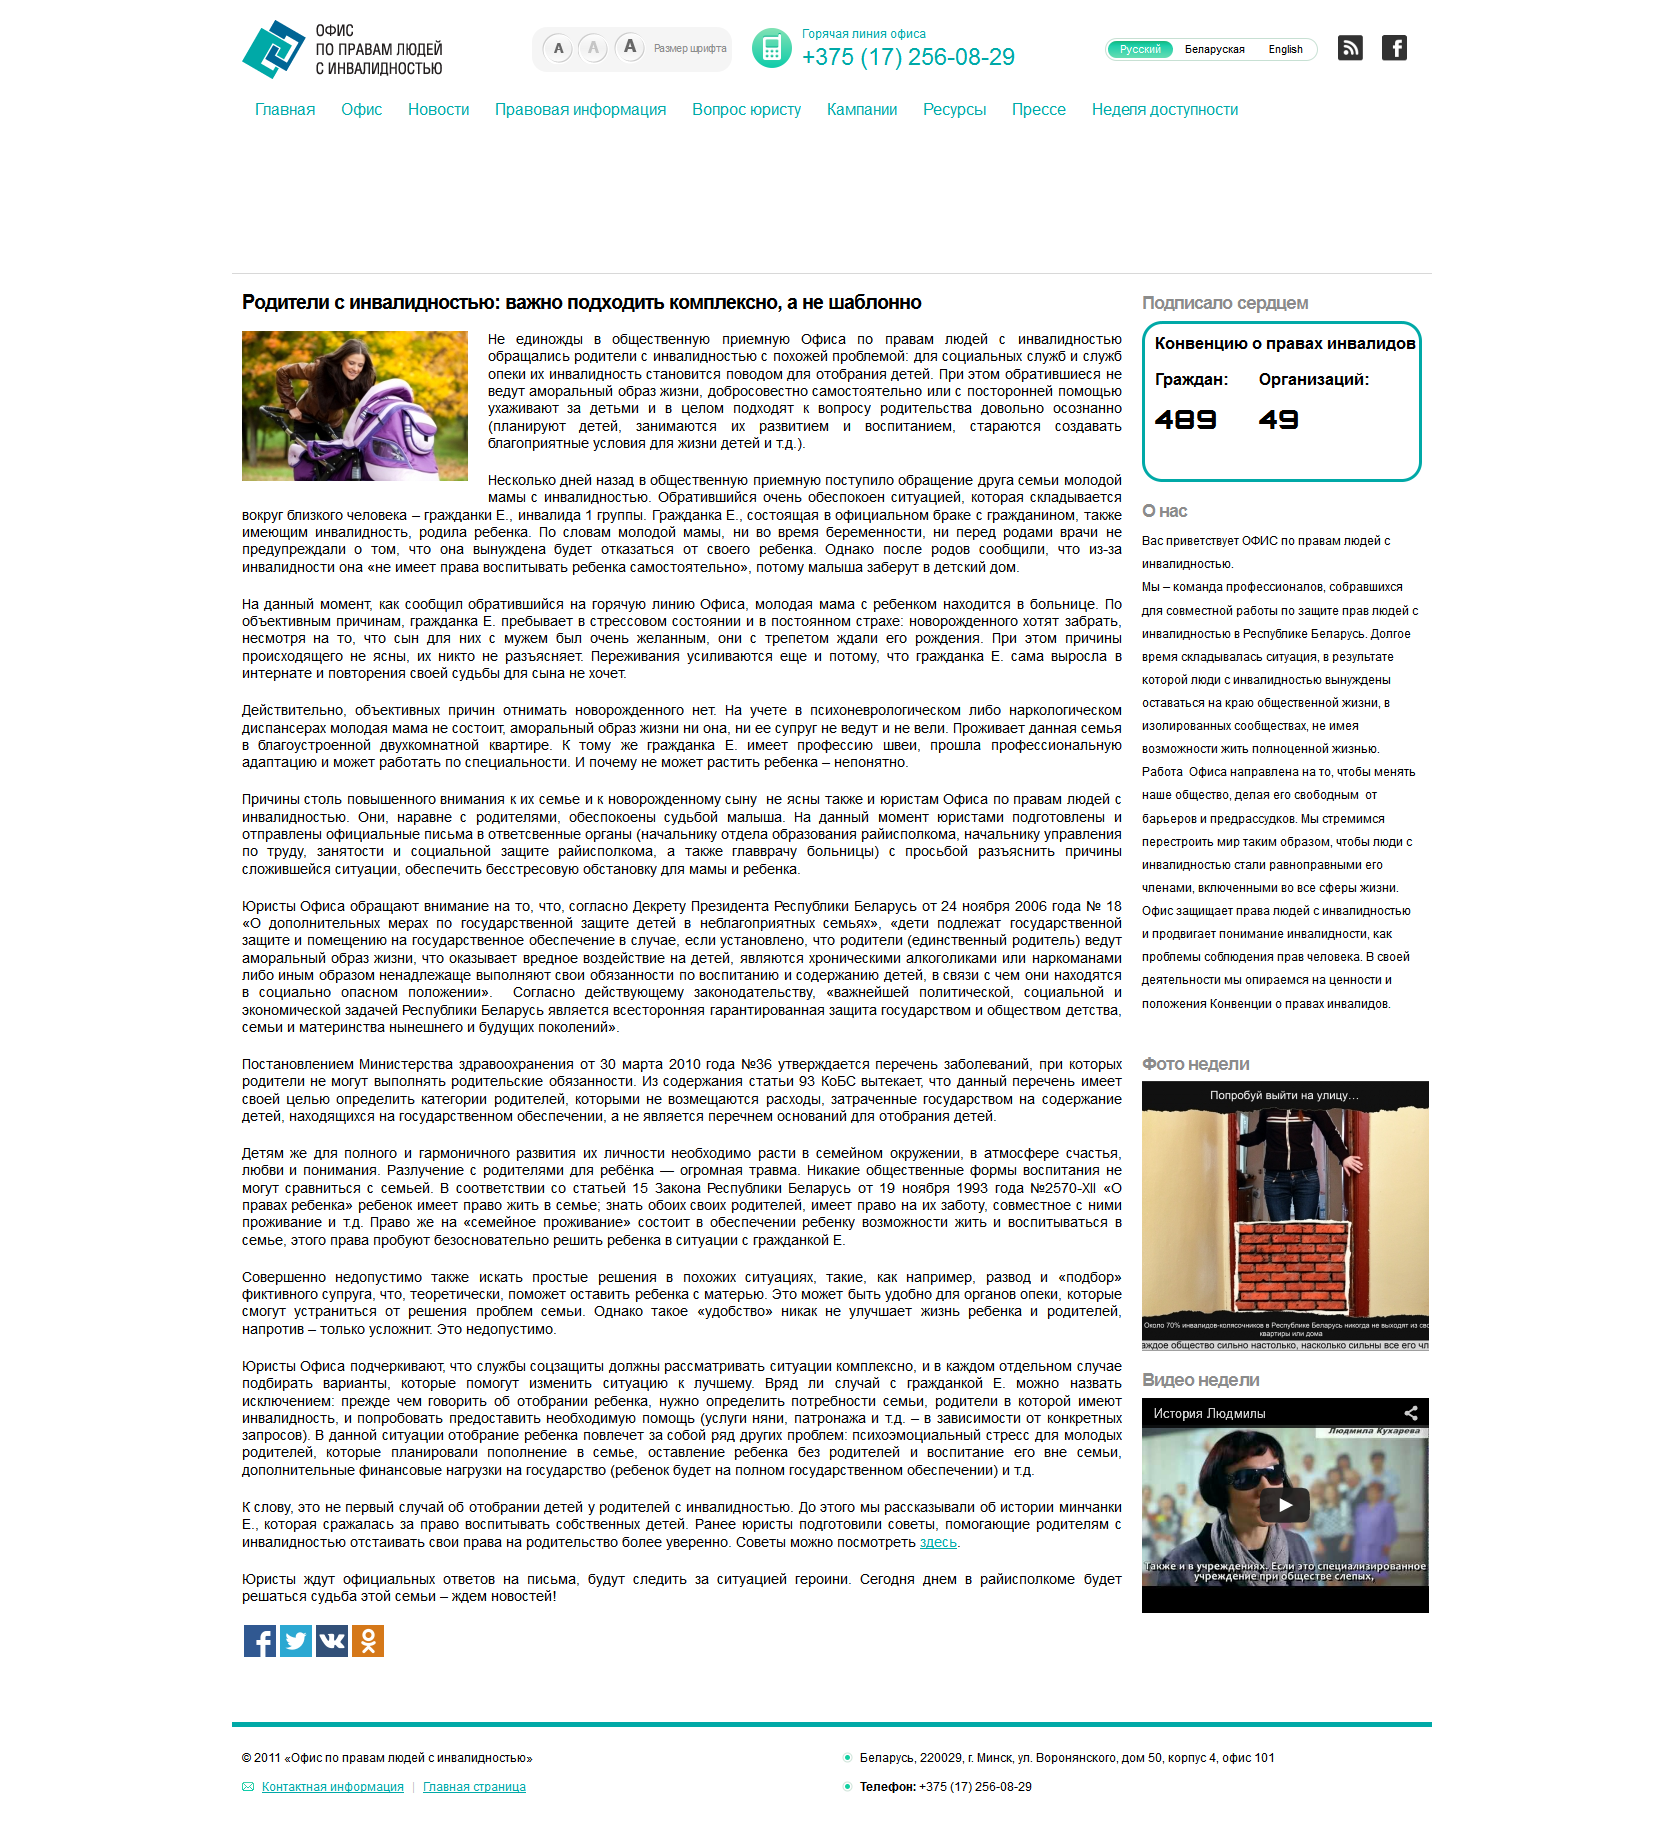 ОФИС
ПО ПРАВАМ ЛЮДЕЙ
С ИНВАЛИДНОСТЬЮ
A A A Размер шрифта
Горячая линия офиса
+375 (17) 256-08-29
Русский Беларуская English
Главная Офис Новости Правовая информация Вопрос юристу Кампании Ресурсы Прессе Неделя доступности
Родители с инвалидностью: важно подходить комплексно, а не шаблонно
Не единожды в общественную приемную Офиса по правам людей с инвалидностью
обращались родители с инвалидностью с похожей проблемой: для социальных служб и служб
опеки их инвалидность становится поводом для отобрания детей. При этом обратившиеся не
ведут аморальный образ жизни, добросовестно самостоятельно или с посторонней помощью
ухаживают за детьми и в целом подходят к вопросу родительства довольно осознанно
(планируют детей, занимаются их развитием и воспитанием, стараются создавать
благоприятные условия для жизни детей и т.д.).
Несколько дней назад в общественную приемную поступило обращение друга семьи молодой
мамы с инвалидностью. Обратившийся очень обеспокоен ситуацией, которая складывается
вокруг близкого человека – гражданки Е., инвалида 1 группы. Гражданка Е., состоящая в официальном браке с гражданином, также
имеющим инвалидность, родила ребенка. По словам молодой мамы, ни во время беременности, ни перед родами врачи не
предупреждали о том, что она вынуждена будет отказаться от своего ребенка. Однако после родов сообщили, что из-за
инвалидности она «не имеет права воспитывать ребенка самостоятельно», потому малыша заберут в детский дом.
На данный момент, как сообщил обратившийся на горячую линию Офиса, молодая мама с ребенком находится в больнице. По
объективным причинам, гражданка Е. пребывает в стрессовом состоянии и в постоянном страхе: новорожденного хотят забрать,
несмотря на то, что сын для них с мужем был очень желанным, они с трепетом ждали его рождения. При этом причины
происходящего не ясны, их никто не разъясняет. Переживания усиливаются еще и потому, что гражданка Е. сама выросла в
интернате и повторения своей судьбы для сына не хочет.
Действительно, объективных причин отнимать новорожденного нет. На учете в психоневрологическом либо наркологическом
диспансерах молодая мама не состоит, аморальный образ жизни ни она, ни ее супруг не ведут и не вели. Проживает данная семья
в благоустроенной двухкомнатной квартире. К тому же гражданка Е. имеет профессию швеи, прошла профессиональную
адаптацию и может работать по специальности. И почему не может растить ребенка – непонятно.
Причины столь повышенного внимания к их семье и к новорожденному сыну  не ясны также и юристам Офиса по правам людей с
инвалидностью. Они, наравне с родителями, обеспокоены судьбой малыша. На данный момент юристами подготовлены и
отправлены официальные письма в ответсвенные органы (начальнику отдела образования райисполкома, начальнику управления
по труду, занятости и социальной защите райисполкома, а также главврачу больницы) с просьбой разъяснить причины
сложившейся ситуации, обеспечить бесстресовую обстановку для мамы и ребенка.
Юристы Офиса обращают внимание на то, что, согласно Декрету Президента Республики Беларусь от 24 ноября 2006 года № 18
«О дополнительных мерах по государственной защите детей в неблагоприятных семьях», «дети подлежат государственной
защите и помещению на государственное обеспечение в случае, если установлено, что родители (единственный родитель) ведут
аморальный образ жизни, что оказывает вредное воздействие на детей, являются хроническими алкоголиками или наркоманами
либо иным образом ненадлежаще выполняют свои обязанности по воспитанию и содержанию детей, в связи с чем они находятся
в социально опасном положении».  Согласно действующему законодательству, «важнейшей политической, социальной и
экономической задачей Республики Беларусь является всесторонняя гарантированная защита государством и обществом детства,
семьи и материнства нынешнего и будущих поколений».
Постановлением Министерства здравоохранения от 30 марта 2010 года №36 утверждается перечень заболеваний, при которых
родители не могут выполнять родительские обязанности. Из содержания статьи 93 КоБС вытекает, что данный перечень имеет
своей целью определить категории родителей, которыми не возмещаются расходы, затраченные государством на содержание
детей, находящихся на государственном обеспечении, а не является перечнем оснований для отобрания детей.
Детям же для полного и гармоничного развития их личности необходимо расти в семейном окружении, в атмосфере счастья,
любви и понимания. Разлучение с родителями для ребёнка — огромная травма. Никакие общественные формы воспитания не
могут сравниться с семьей. В соответствии со статьей 15 Закона Республики Беларусь от 19 ноября 1993 года №2570-XII «О
правах ребенка» ребенок имеет право жить в семье; знать обоих своих родителей, имеет право на их заботу, совместное с ними
проживание и т.д. Право же на «семейное проживание» состоит в обеспечении ребенку возможности жить и воспитываться в
семье, этого права пробуют безосновательно решить ребенка в ситуации с гражданкой Е.
Совершенно недопустимо также искать простые решения в похожих ситуациях, такие, как например, развод и «подбор»
фиктивного супруга, что, теоретически, поможет оставить ребенка с матерью. Это может быть удобно для органов опеки, которые
смогут устраниться от решения проблем семьи. Однако такое «удобство» никак не улучшает жизнь ребенка и родителей,
напротив – только усложнит. Это недопустимо.
Юристы Офиса подчеркивают, что службы соцзащиты должны рассматривать ситуации комплексно, и в каждом отдельном случае
подбирать варианты, которые помогут изменить ситуацию к лучшему. Вряд ли случай с гражданкой Е. можно назвать
исключением: прежде чем говорить об отобрании ребенка, нужно определить потребности семьи, родители в которой имеют
инвалидность, и попробовать предоставить необходимую помощь (услуги няни, патронажа и т.д. – в зависимости от конкретных
запросов). В данной ситуации отобрание ребенка повлечет за собой ряд других проблем: психоэмоциальный стресс для молодых
родителей, которые планировали пополнение в семье, оставление ребенка без родителей и воспитание его вне семьи,
дополнительные финансовые нагрузки на государство (ребенок будет на полном государственном обеспечении) и т.д.
К слову, это не первый случай об отобрании детей у родителей с инвалидностью. До этого мы рассказывали об истории минчанки
Е., которая сражалась за право воспитывать собственных детей. Ранее юристы подготовили советы, помогающие родителям с
инвалидностью отстаивать свои права на родительство более уверенно. Советы можно посмотреть здесь.
Юристы ждут официальных ответов на письма, будут следить за ситуацией героини. Сегодня днем в райисполкоме будет
решаться судьба этой семьи – ждем новостей!
Подписало сердцем
Конвенцию о правах инвалидов
Граждан: Организаций:
489 49
О нас
Вас приветствует ОФИС по правам людей с
инвалидностью.
Мы – команда профессионалов, собравшихся
для совместной работы по защите прав людей с
инвалидностью в Республике Беларусь. Долгое
время складывалась ситуация, в результате
которой люди с инвалидностью вынуждены
оставаться на краю общественной жизни, в
изолированных сообществах, не имея
возможности жить полноценной жизнью.
Работа  Офиса направлена на то, чтобы менять
наше общество, делая его свободным  от
барьеров и предрассудков. Мы стремимся
перестроить мир таким образом, чтобы люди с
инвалидностью стали равноправными его
членами, включенными во все сферы жизни.
Офис защищает права людей с инвалидностью
и продвигает понимание инвалидности, как
проблемы соблюдения прав человека. В своей
деятельности мы опираемся на ценности и
положения Конвенции о правах инвалидов.
Фото недели
Попробуй выйти на улицу...
Около 70% инвалидов-колясочников в Республике Беларусь никогда не выходят из сво
квартиры или дома
аждое общество сильно настолько, насколько сильны все его чл
Видео недели
История Людмилы
Людмила Кухарева
Также и в учреждениях. Если это специализированное
учреждение при обществе слепых,
© 2011 «Офис по правам людей с инвалидностью»
Контактная информация | Главная страница
Беларусь, 220029, г. Минск, ул. Воронянского, дом 50, корпус 4, офис 101
Телефон: +375 (17) 256-08-29